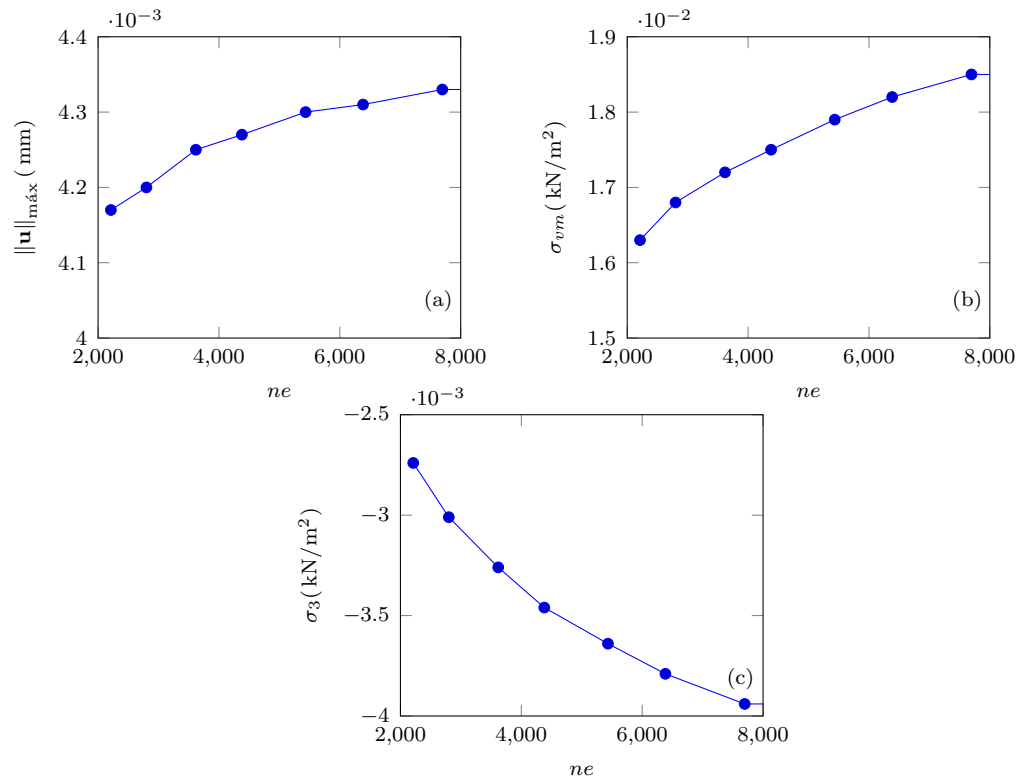 ·10−3
4.4
4.3
4.2
4.1
4
‖u‖máx( mm)
(a)
2,000 4,000 6,000 8,000
ne
·10−2
1.9
1.8
1.7
1.6
1.5
σvm( kN/m2)
(b)
2,000 4,000 6,000 8,000
ne
·10−3
−2.5
−3
−3.5
−4
σ3( kN/m2)
(c)
2,000 4,000 6,000 8,000
ne